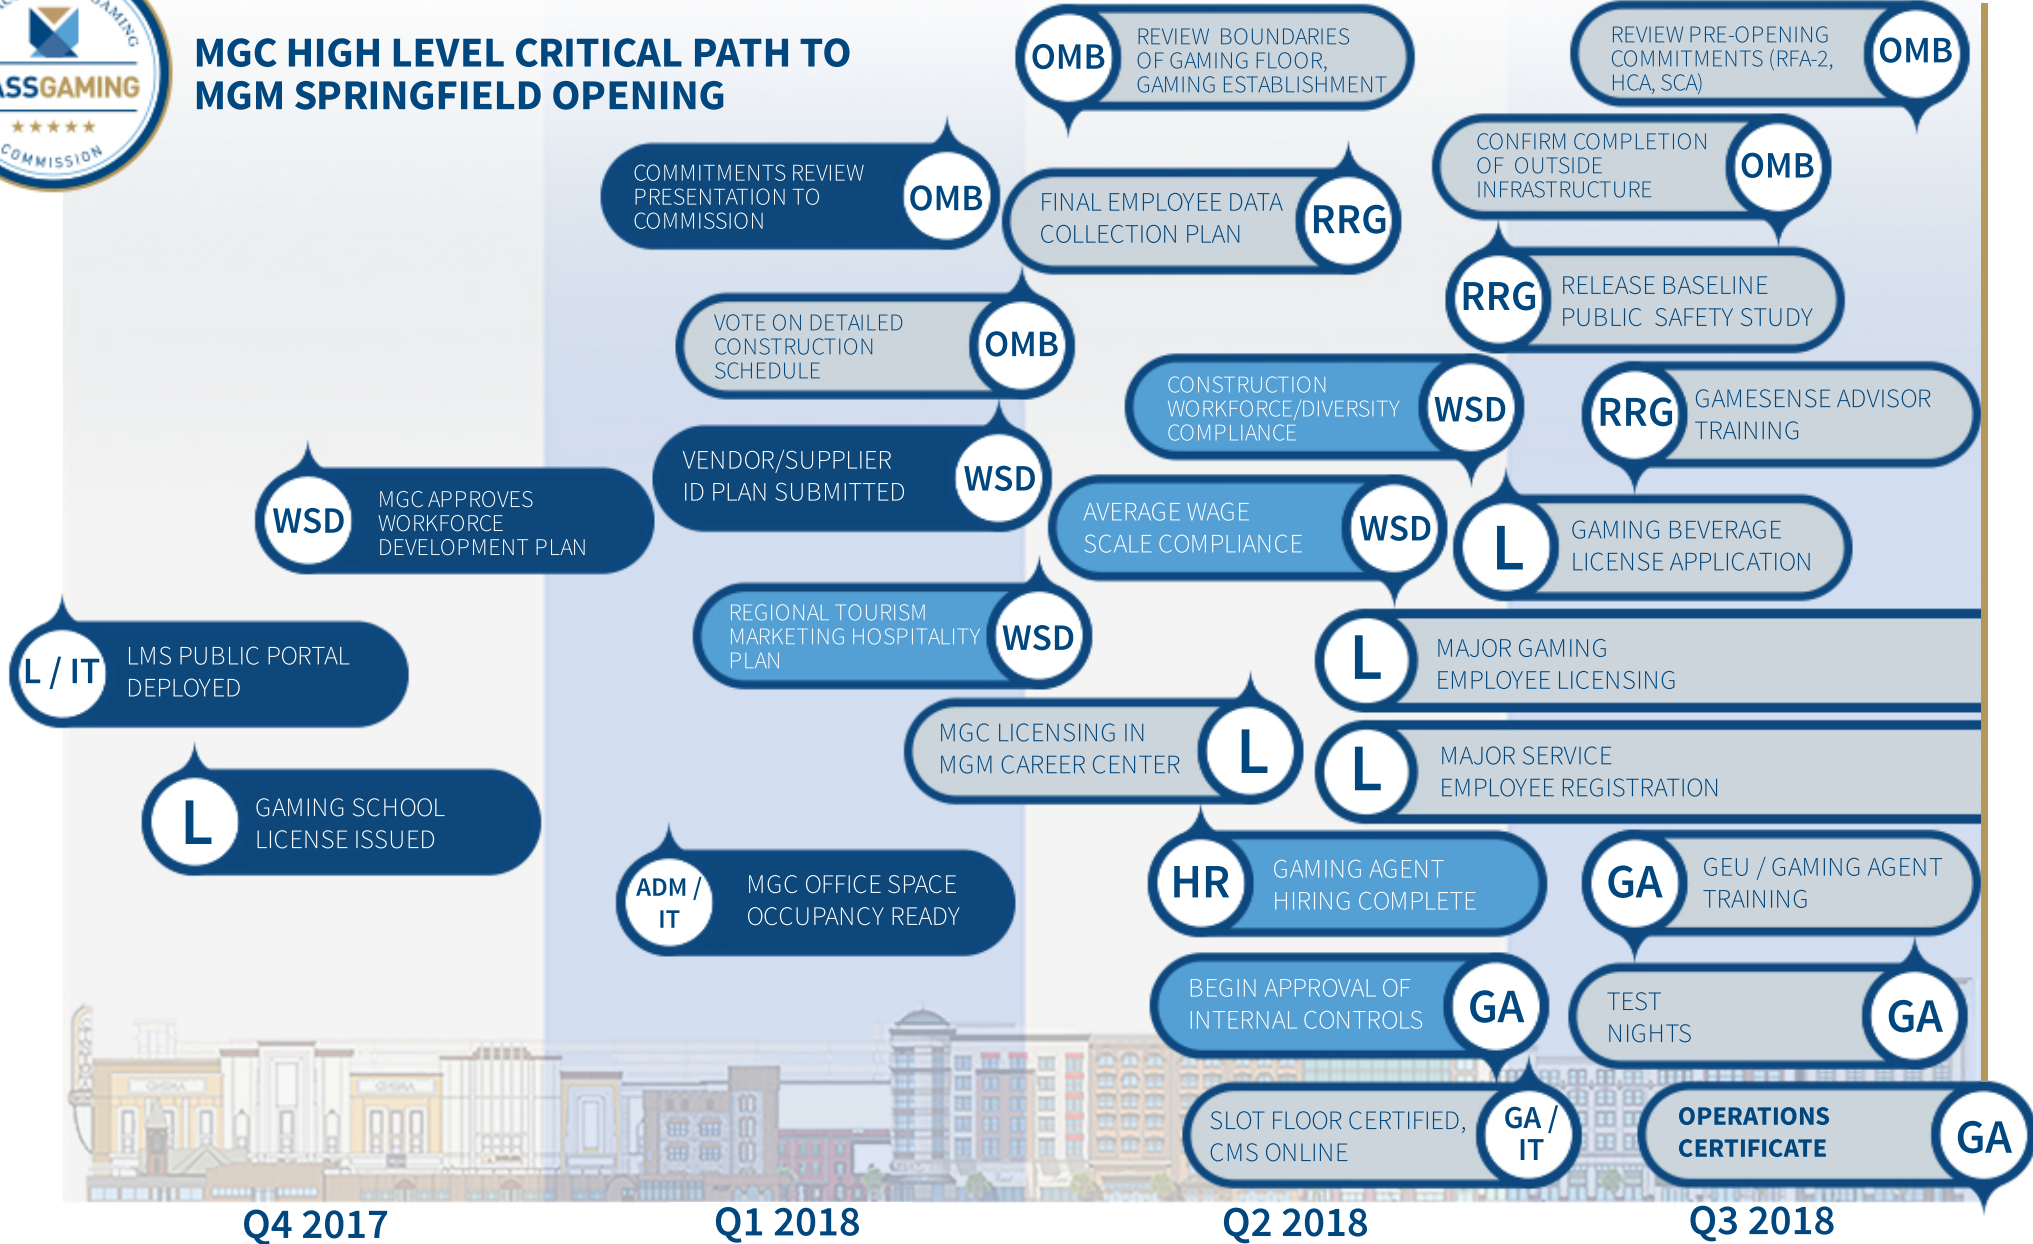 GAMING
ASSGAMING
COMMISSION
MGC HIGH LEVEL CRITICAL PATH TO
MGM SPRINGFIELD OPENING
OMB
REVIEW BOUNDARIES
OF GAMING FLOOR,
GAMING ESTABLISHMENT
REVIEW PRE-OPENING
COMMITMENTS (RFA-2,
HCA, SCA)
OMB
COMMITMENTS REVIEW
PRESENTATION TO
COMMISSION
OMB
FINAL EMPLOYEE DATA
COLLECTION PLAN
RRG
CONFIRM COMPLETION
OF OUTSIDE
INFRASTRUCTURE
OMB
VOTE ON DETAILED
CONSTRUCTION
SCHEDULE
OMB
RRG
RELEASE BASELINE
PUBLIC SAFETY STUDY
CONSTRUCTION
WORKFORCE/DIVERSITY
COMPLIANCE
WSD
RRG
GAMESENSE ADVISOR
TRAINING
WSD
MGC APPROVES
WORKFORCE
DEVELOPMENT PLAN
VENDOR/SUPPLIER
ID PLAN SUBMITTED
WSD
AVERAGE WAGE
SCALE COMPLIANCE
WSD
L
GAMING BEVERAGE
LICENSE APPLICATION
L / IT
LMS PUBLIC PORTAL
DEPLOYED
REGIONAL TOURISM
MARKETING HOSPITALITY
PLAN
WSD
L
MAJOR GAMING
EMPLOYEE LICENSING
MGC LICENSING IN
MGM CAREER CENTER
L
L
MAJOR SERVICE
EMPLOYEE REGISTRATION
L
GAMING SCHOOL
LICENSE ISSUED
ADM /
IT
MGC OFFICE SPACE
OCCUPANCY READY
HR
GAMING AGENT
HIRING COMPLETE
GA
GEU / GAMING AGENT
TRAINING
BEGIN APPROVAL OF
INTERNAL CONTROLS
GA
TEST
NIGHTS
GA
SLOT FLOOR CERTIFIED,
CMS ONLINE
GA /
IT
OPERATIONS
CERTIFICATE
GA
Q4 2017
Q1 2018
Q2 2018
Q3 2018